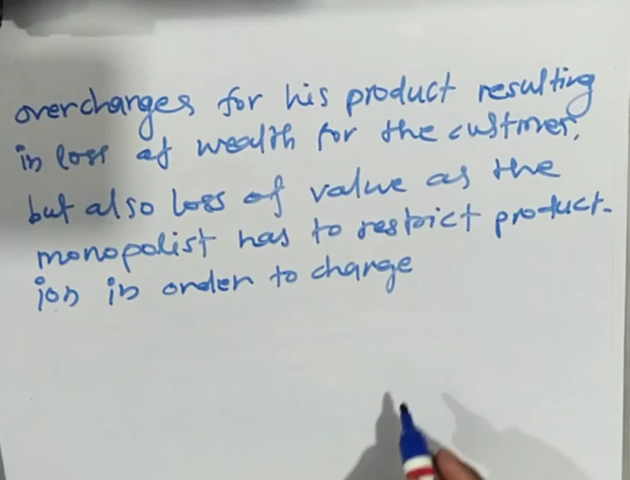 overcharges for his product resulting
in loss of wealth for the custmer.
but also loss of value as the
monopolist has to restrict product-
ion in order to charge